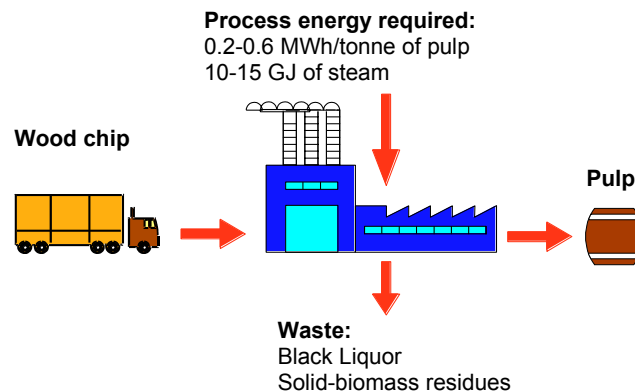 Process energy required:
0.2-0.6 MWh/tonne of pulp
10-15 GJ of steam
Wood chip
Pulp
Waste:
Black Liquor
Solid-biomass residues